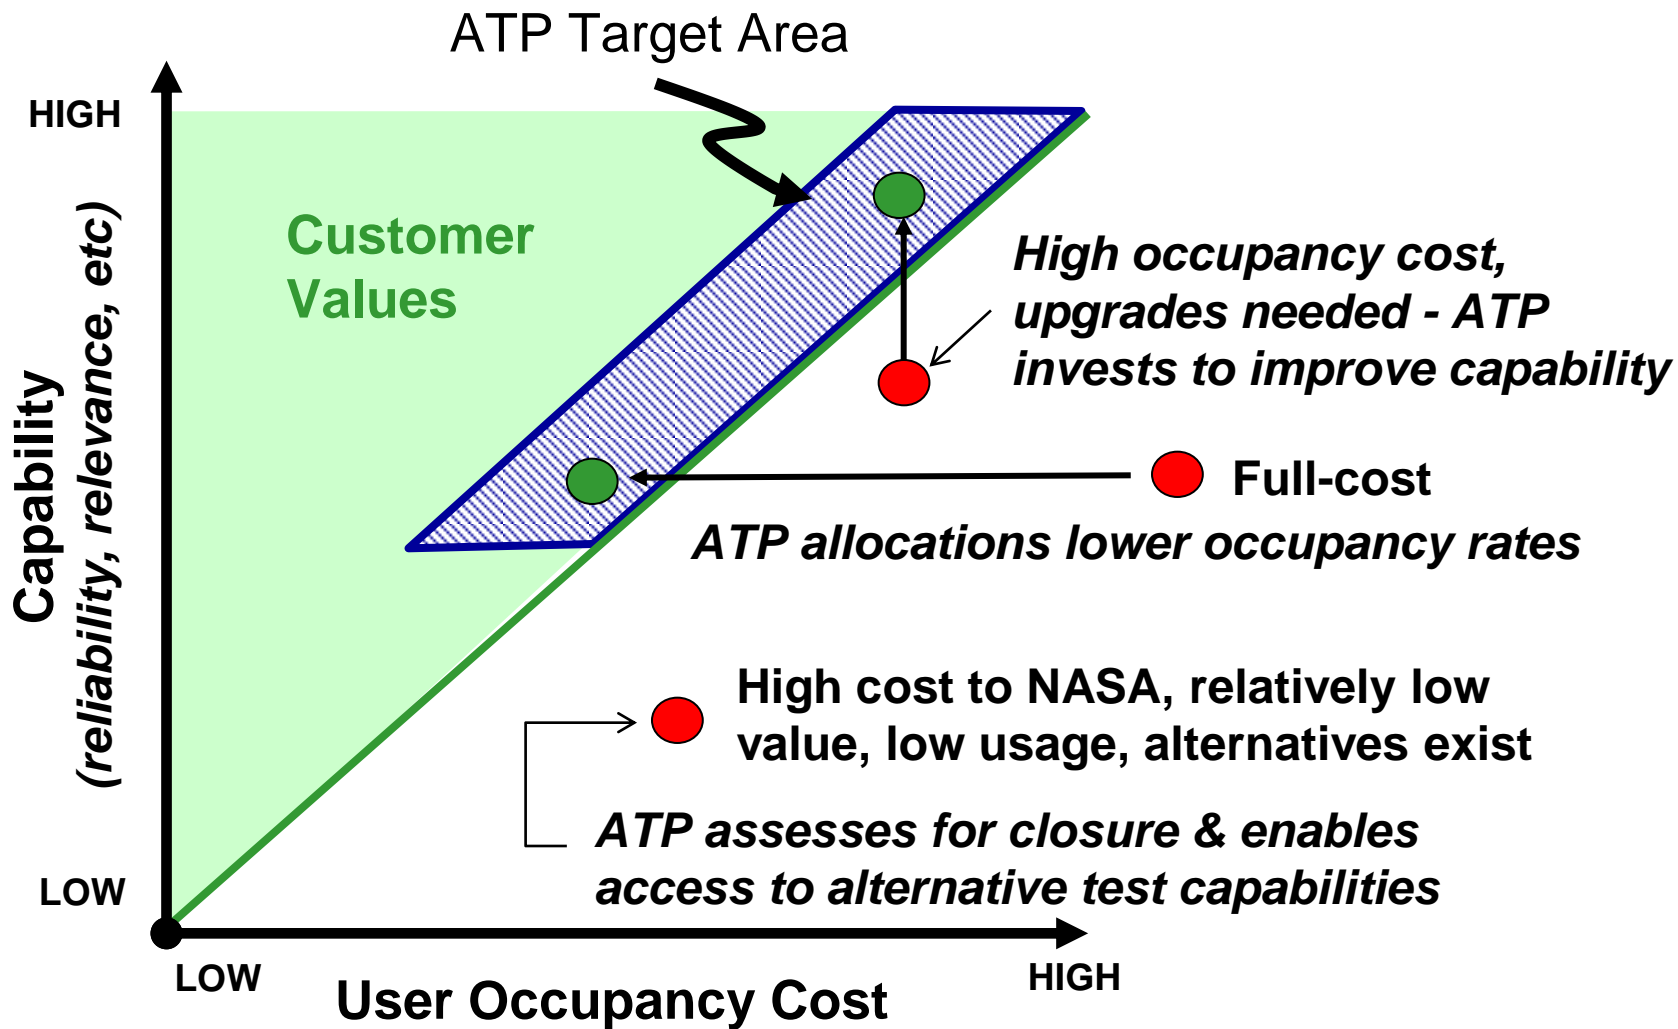 ATP Target Area
HIGH
Customer
Values
High occupancy cost,
upgrades needed - ATP
invests to improve capability
Capability
(reliability, relevance, etc)
Full-cost
ATP allocations lower occupancy rates
High cost to NASA, relatively low
value, low usage, alternatives exist
ATP assesses for closure & enables
access to alternative test capabilities
LOW
LOW
HIGH
User Occupancy Cost